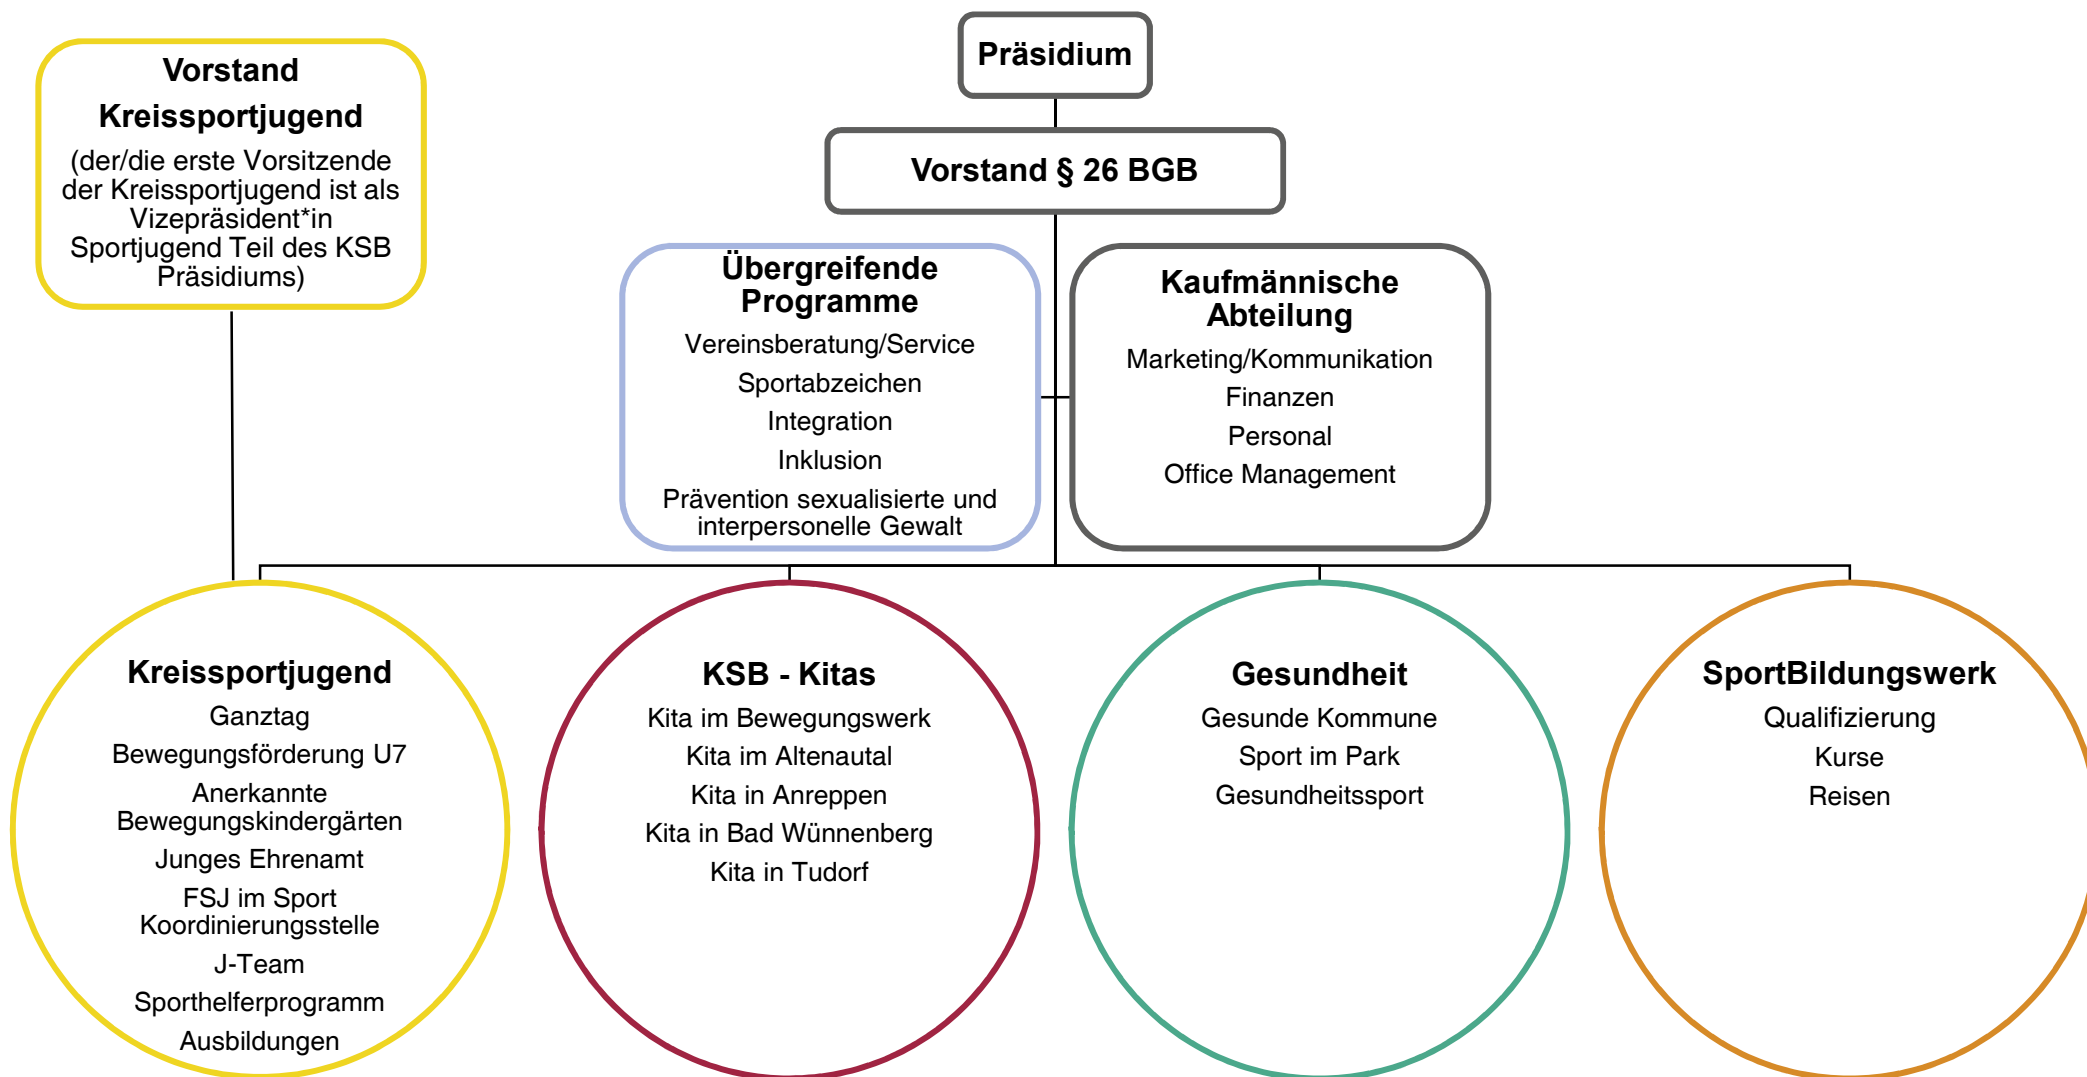 Vorstand
Kreissportjugend
(der/die erste Vorsitzende
der Kreissportjugend ist als
Vizepräsident*in
Sportjugend Teil des KSB
Präsidiums)
Präsidium
Vorstand § 26 BGB
Übergreifende
Programme
Vereinsberatung/Service
Sportabzeichen
Integration
Inklusion
Prävention sexualisierte und
interpersonelle Gewalt
Kaufmännische
Abteilung
Marketing/Kommunikation
Finanzen
Personal
Office Management
Kreissportjugend
Ganztag
Bewegungsförderung U7
Anerkannte
Bewegungskindergärten
Junges Ehrenamt
FSJ im Sport
Koordinierungsstelle
J-Team
Sporthelferprogramm
Ausbildungen
KSB - Kitas
Kita im Bewegungswerk
Kita im Altenautal
Kita in Anreppen
Kita in Bad Wünnenberg
Kita in Tudorf
Gesundheit
Gesunde Kommune
Sport im Park
Gesundheitssport
SportBildungswerk
Qualifizierung
Kurse
Reisen